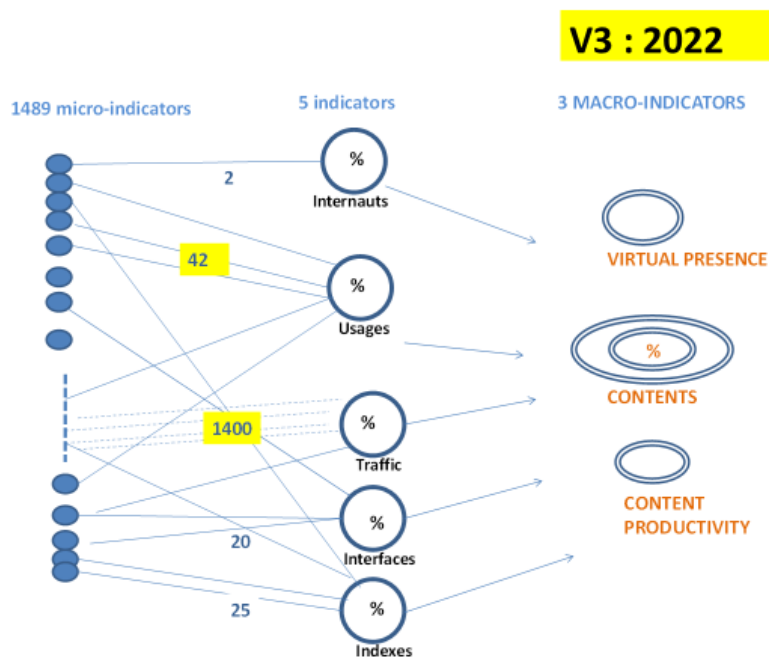 V3 : 2022
1489 micro-indicators
5 indicators
3 MACRO-INDICATORS
%
2
Internauts
VIRTUAL PRESENCE
42
%
Usages
%
CONTENTS
1400
%
Traffic
CONTENT
PRODUCTIVITY
%
20
Interfaces
%
25
Indexes